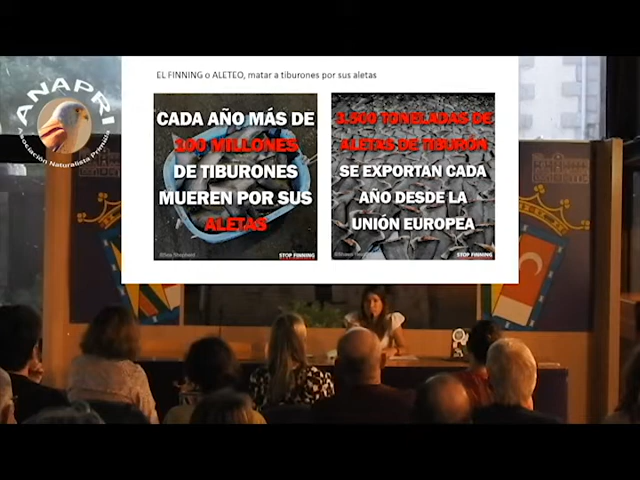 ANAPRI
Asociación Naturalista Primilla
EL FINNING o ALETEO, matar a tiburones por sus aletas
CADA AÑO MÁS DE
MILLONES
DE TIBURONES
MUEREN POR SUS
ALETAS
STOP FINNING
3.500 TONELADAS DE
ALETAS DE TIBURÓN
SE EXPORTAN CADA
AÑO DESDE LA
UNIÓN EUROPEA
STOP FINNING